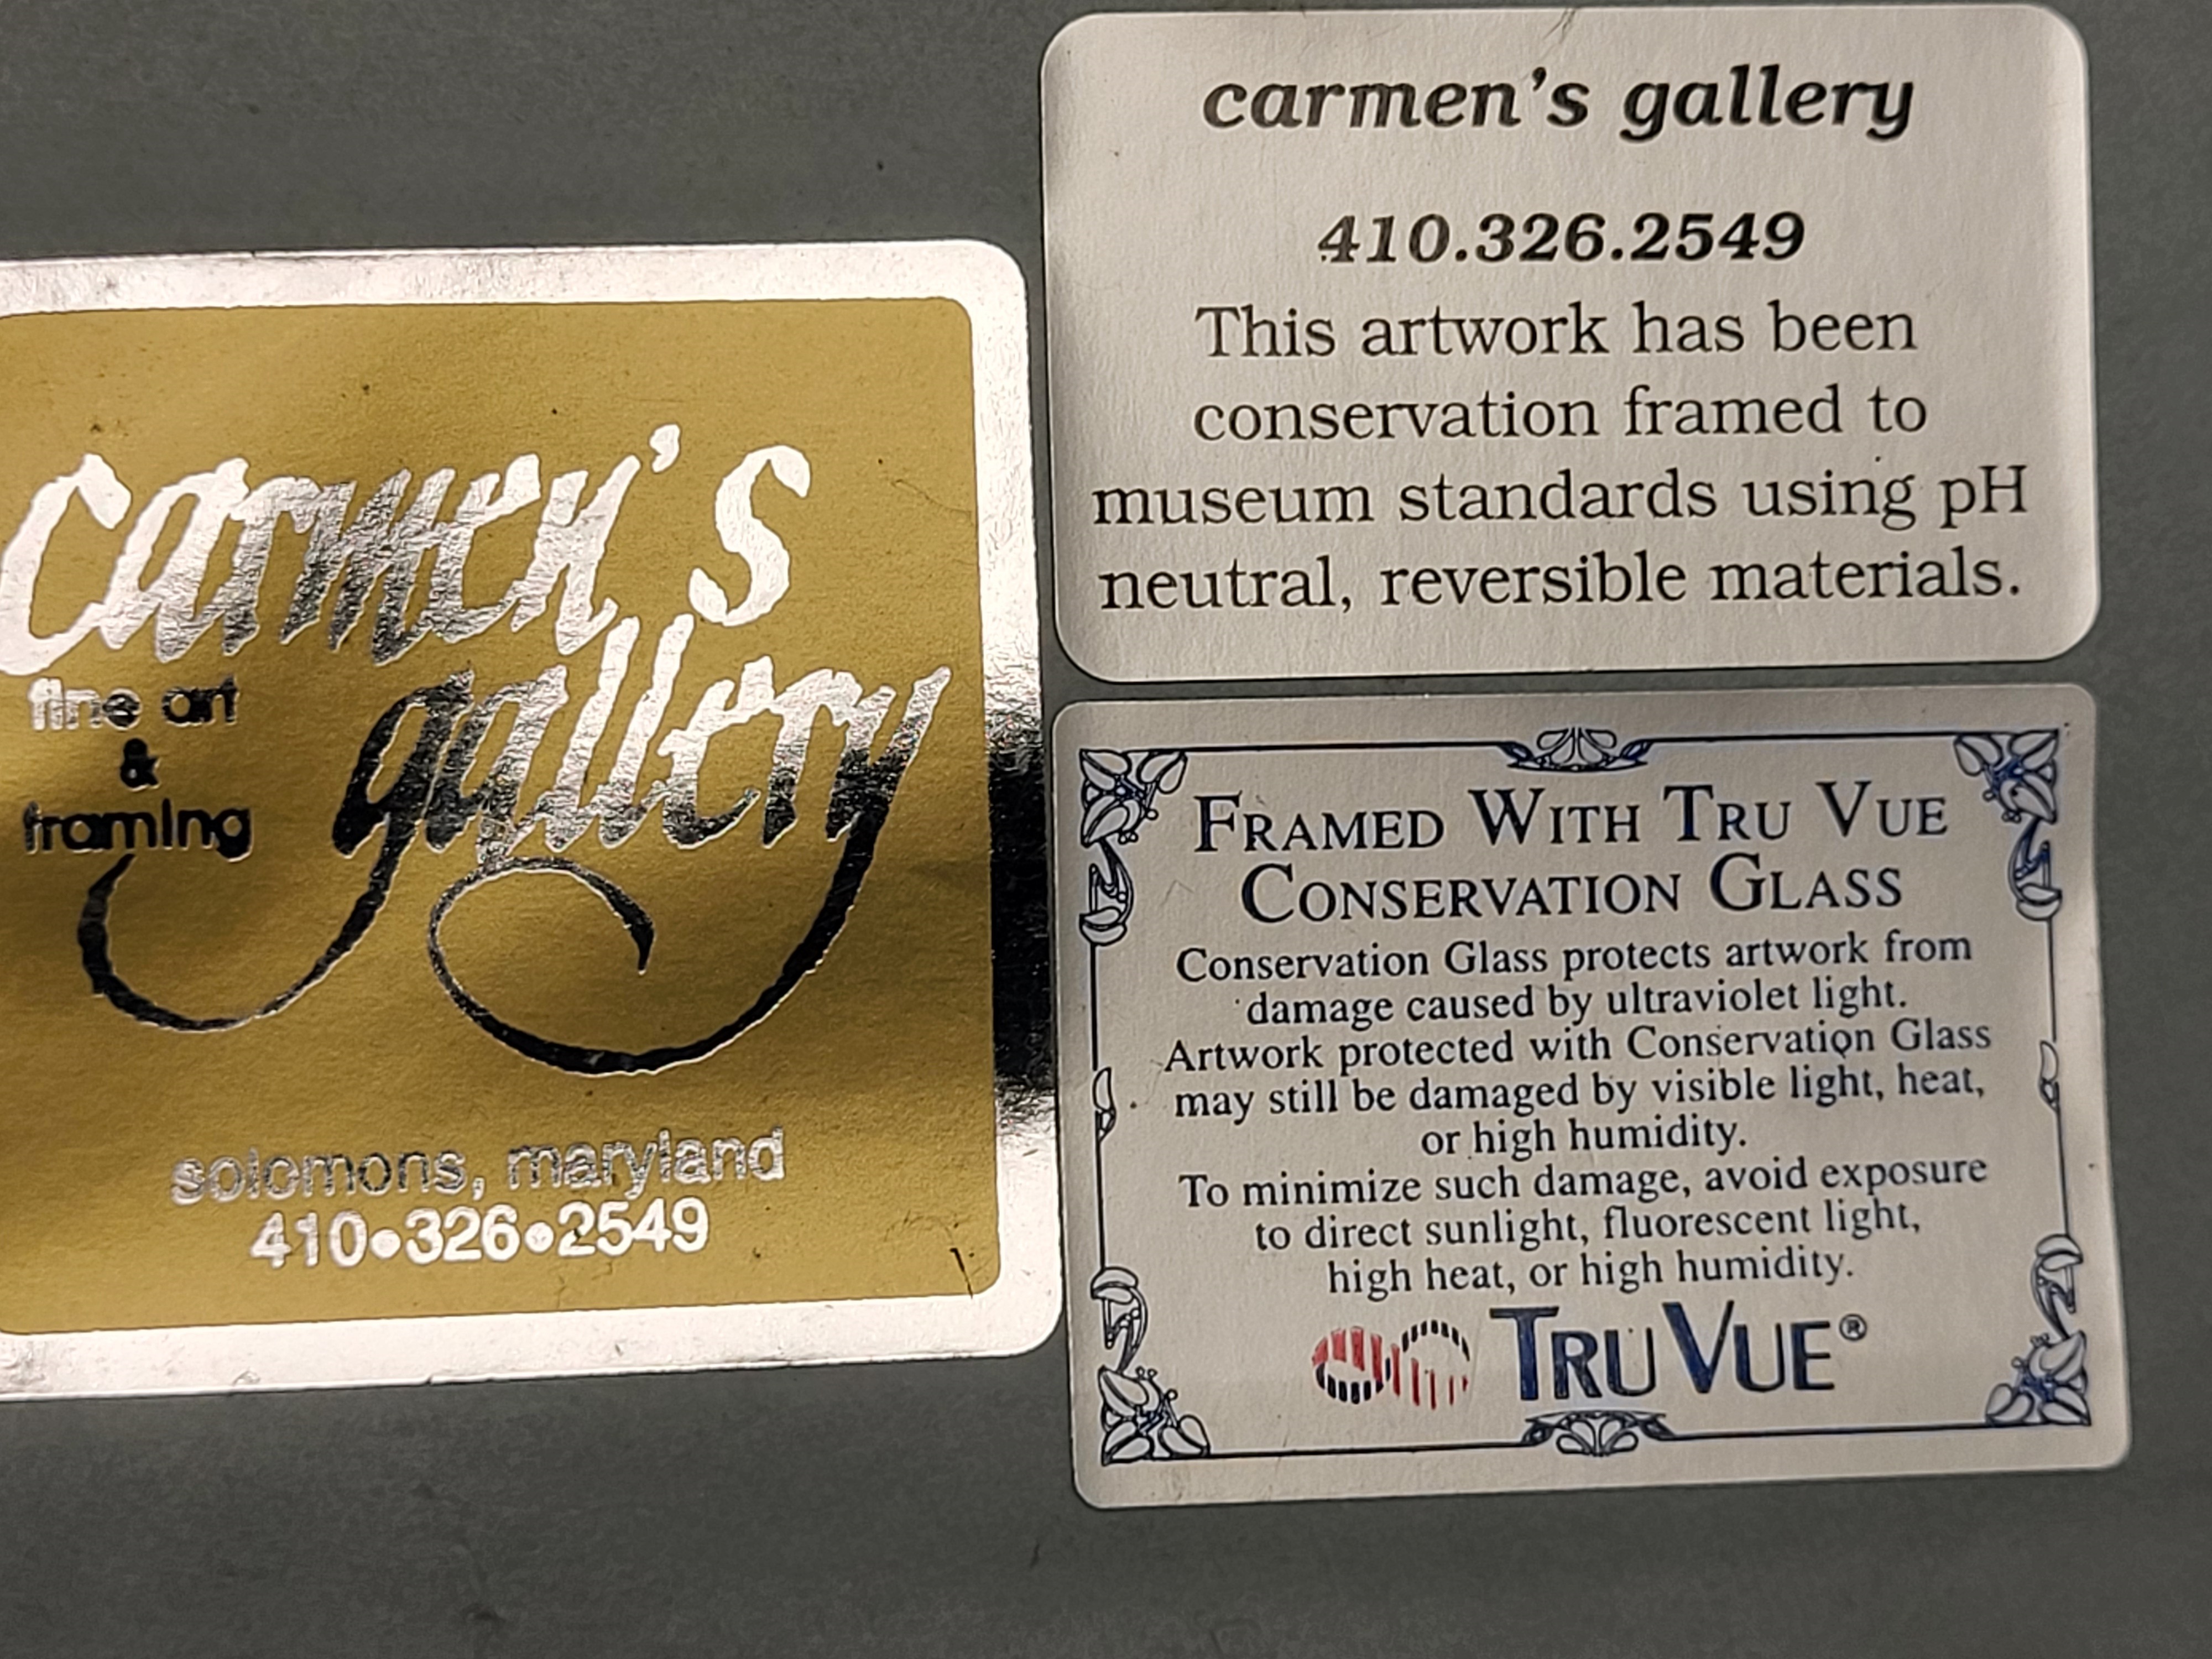 carmen's
gallery
fine art
&
framing
solomons, maryland
410•326•2549
carmen's gallery
410.326.2549
This artwork has been
conservation framed to
museum standards using pH
neutral, reversible materials.
FRAMED WITH TRU VUE
CONSERVATION GLASS
Conservation Glass protects artwork from
damage caused by ultraviolet light.
Artwork protected with Conservation Glass
may still be damaged by visible light, heat,
or high humidity.
To minimize such damage, avoid exposure
to direct sunlight, fluorescent light,
high heat, or high humidity.
TRU VUE®